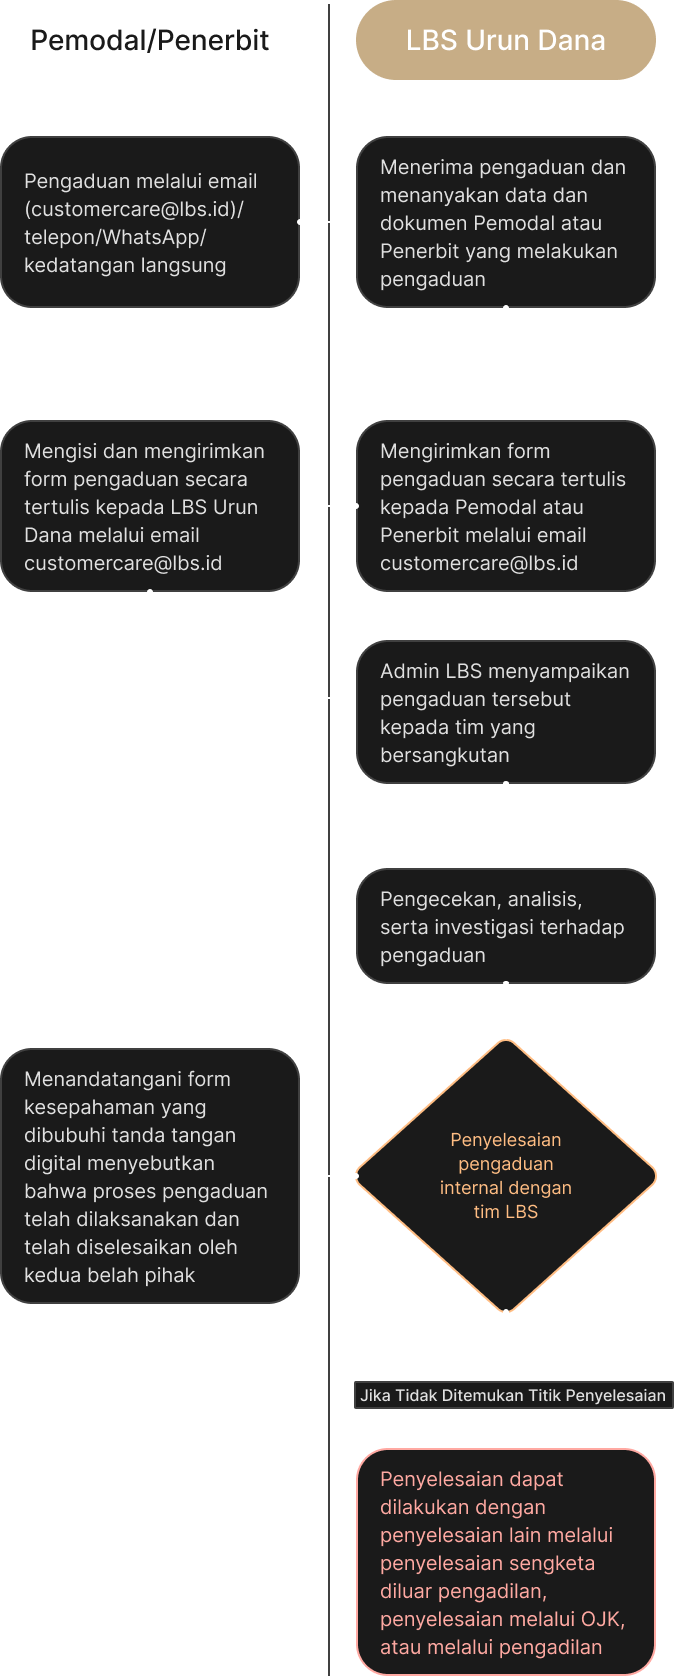 Pemodal/Penerbit
LBS Urun Dana
Pengaduan melalui email
(customercare@lbs.id)/
telepon/WhatsApp/
kedatangan langsung
Menerima pengaduan dan
menanyakan data dan
dokumen Pemodal atau
Penerbit yang melakukan
pengaduan
Mengisi dan mengirimkan
form pengaduan secara
tertulis kepada LBS Urun
Dana melalui email
customercare@lbs.id
Mengirimkan form
pengaduan secara tertulis
kepada Pemodal atau
Penerbit melalui email
customercare@lbs.id
Admin LBS menyampaikan
pengaduan tersebut
kepada tim yang
bersangkutan
Pengecekan, analisis,
serta investigasi terhadap
pengaduan
Menandatangani form
kesepahaman yang
dibubuhi tanda tangan
digital menyebutkan
bahwa proses pengaduan
telah dilaksanakan dan
telah diselesaikan oleh
kedua belah pihak
Penyelesaian
pengaduan
internal dengan
tim LBS
Jika Tidak Ditemukan Titik Penyelesaian
Penyelesaian dapat
dilakukan dengan
penyelesaian lain melalui
penyelesaian sengketa
diluar pengadilan,
penyelesaian melalui OJK,
atau melalui pengadilan